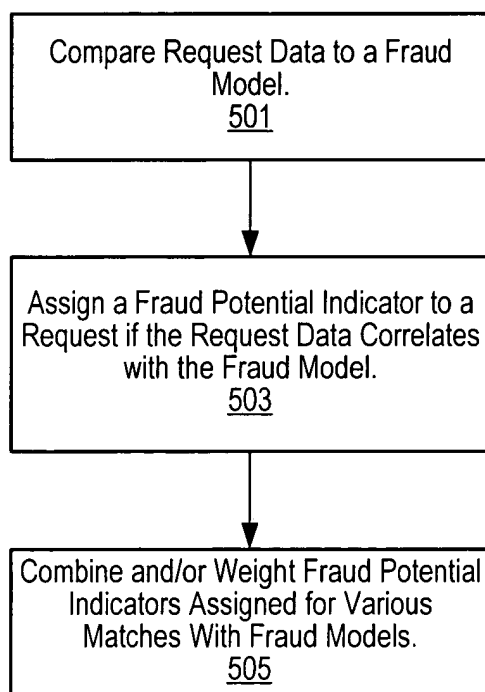 Compare Request Data to a Fraud
Model.
501
Assign a Fraud Potential Indicator to a
Request if the Request Data Correlates
with the Fraud Model.
503
Combine and/or Weight Fraud Potential
Indicators Assigned for Various
Matches With Fraud Models.
505